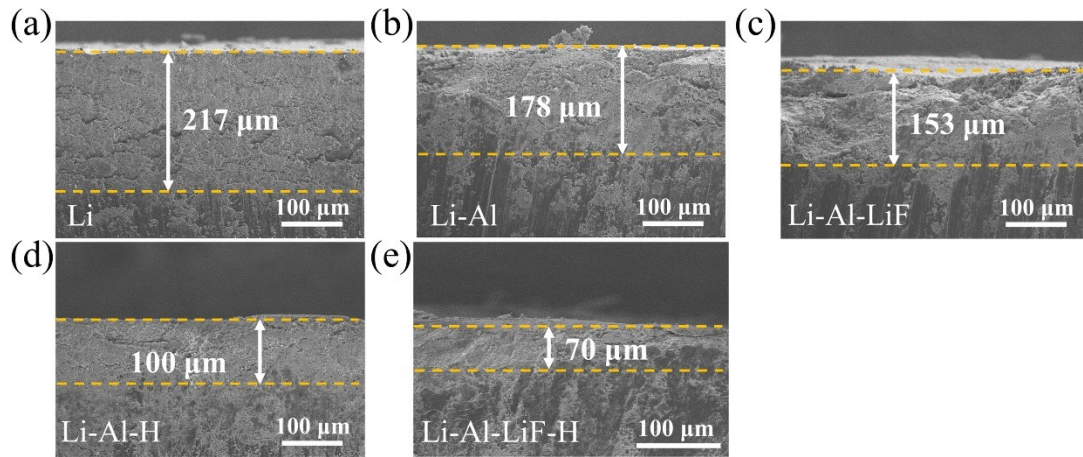 (a)
217 μm
Li
100 μm
(b)
178 μm
Li-Al
100 μm
(c)
153 μm
Li-Al-LiF
100 μm
(d)
100 μm
Li-Al-H
100 μm
(e)
70 μm
Li-Al-LiF-H
100 μm